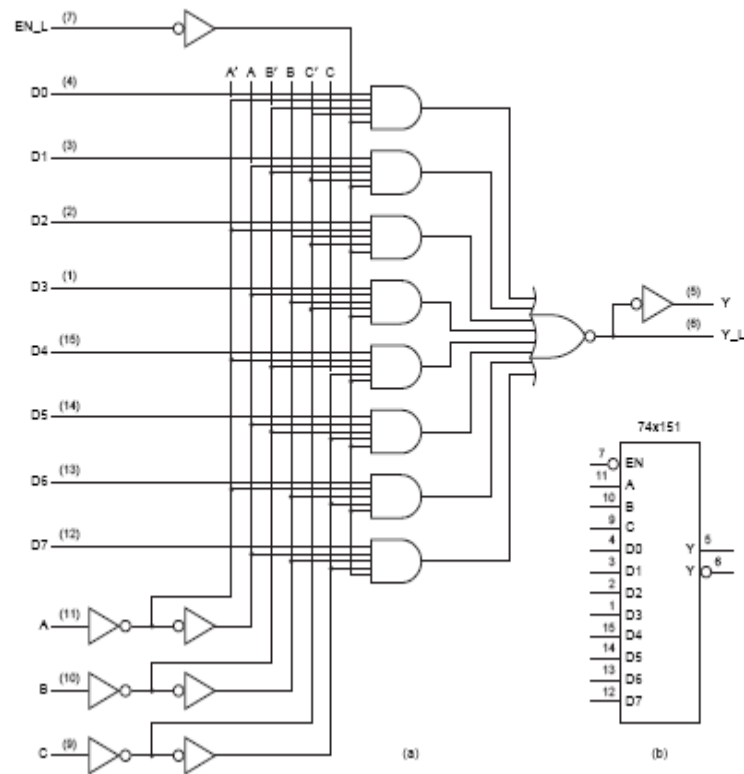 EN_L (7)
A' A B' B C' C
D0 (4)
D1 (3)
D2 (2)
D3 (1)
D4 (15)
D5 (14)
D6 (13)
D7 (12)
(5) Y
(6) Y_L
A (11)
B (10)
C (9)
(a)
74x151
7 EN
11 A
10 B
9 C
4 D0 Y 5
3 D1 Y 6
2 D2
1 D3
15 D4
14 D5
13 D6
12 D7
(b)